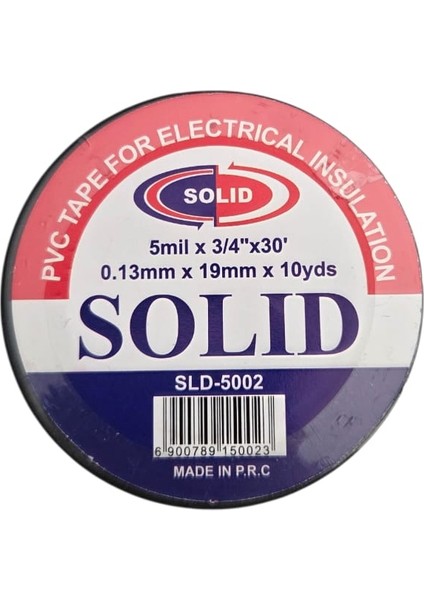 PVC TAPE FOR ELECTRICAL INSULATION
SOLID
5mil x 3/4"x30'
0.13mm x 19mm x 10yds
SOLID
SLD-5002
6 900789 150023
MADE IN P.R.C